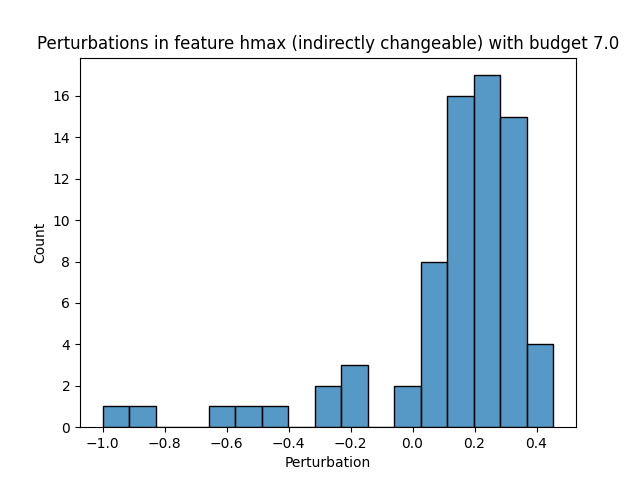 Perturbations in feature hmax (indirectly changeable) with budget 7.0
Count
16
14
12
10
8
6
4
2
0
−1.0 −0.8 −0.6 −0.4 −0.2 0.0 0.2 0.4
Perturbation